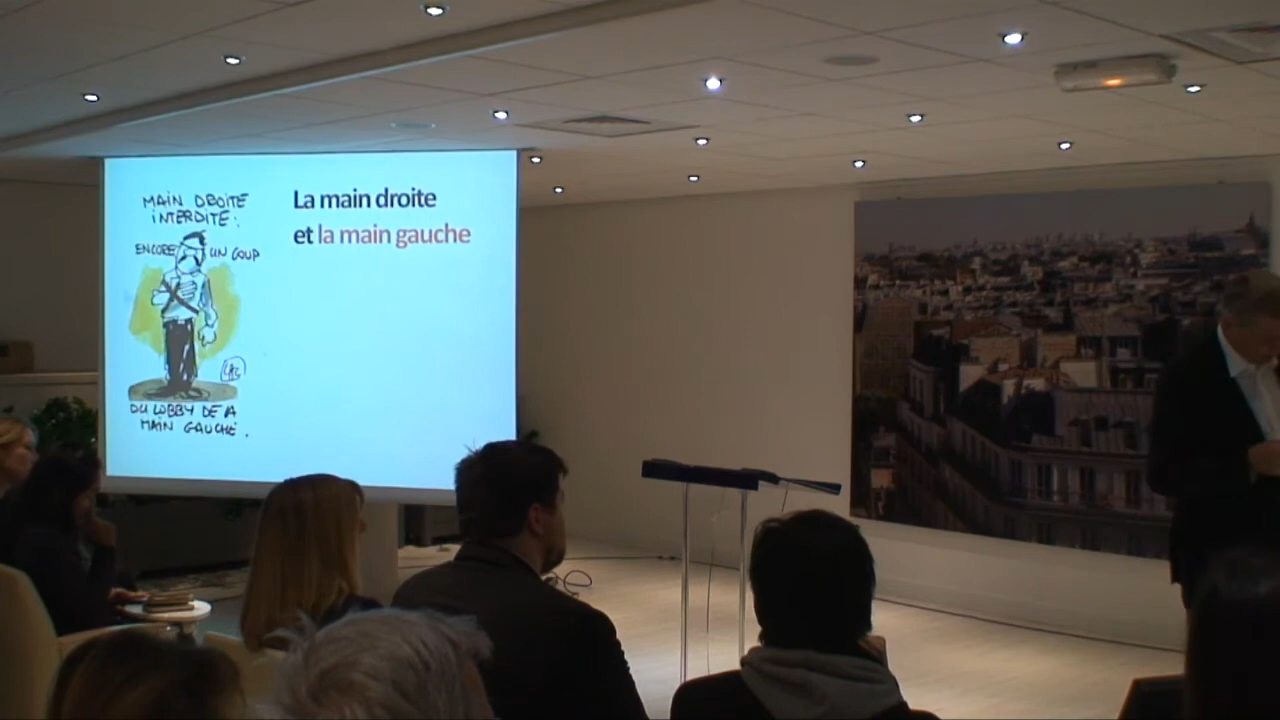 MAIN DROITE
INTERDITE:
ENCORE UN COUP
LAC
DU LOBBY DE LA
MAIN GAUCHE.
La main droite
et la main gauche